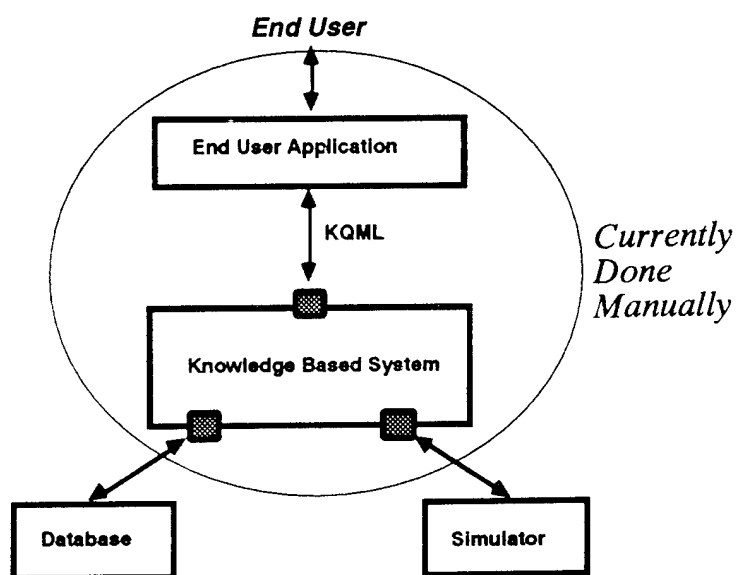 End User
End User Application
KQML
Currently
Done
Manually
Knowledge Based System
Database
Simulator